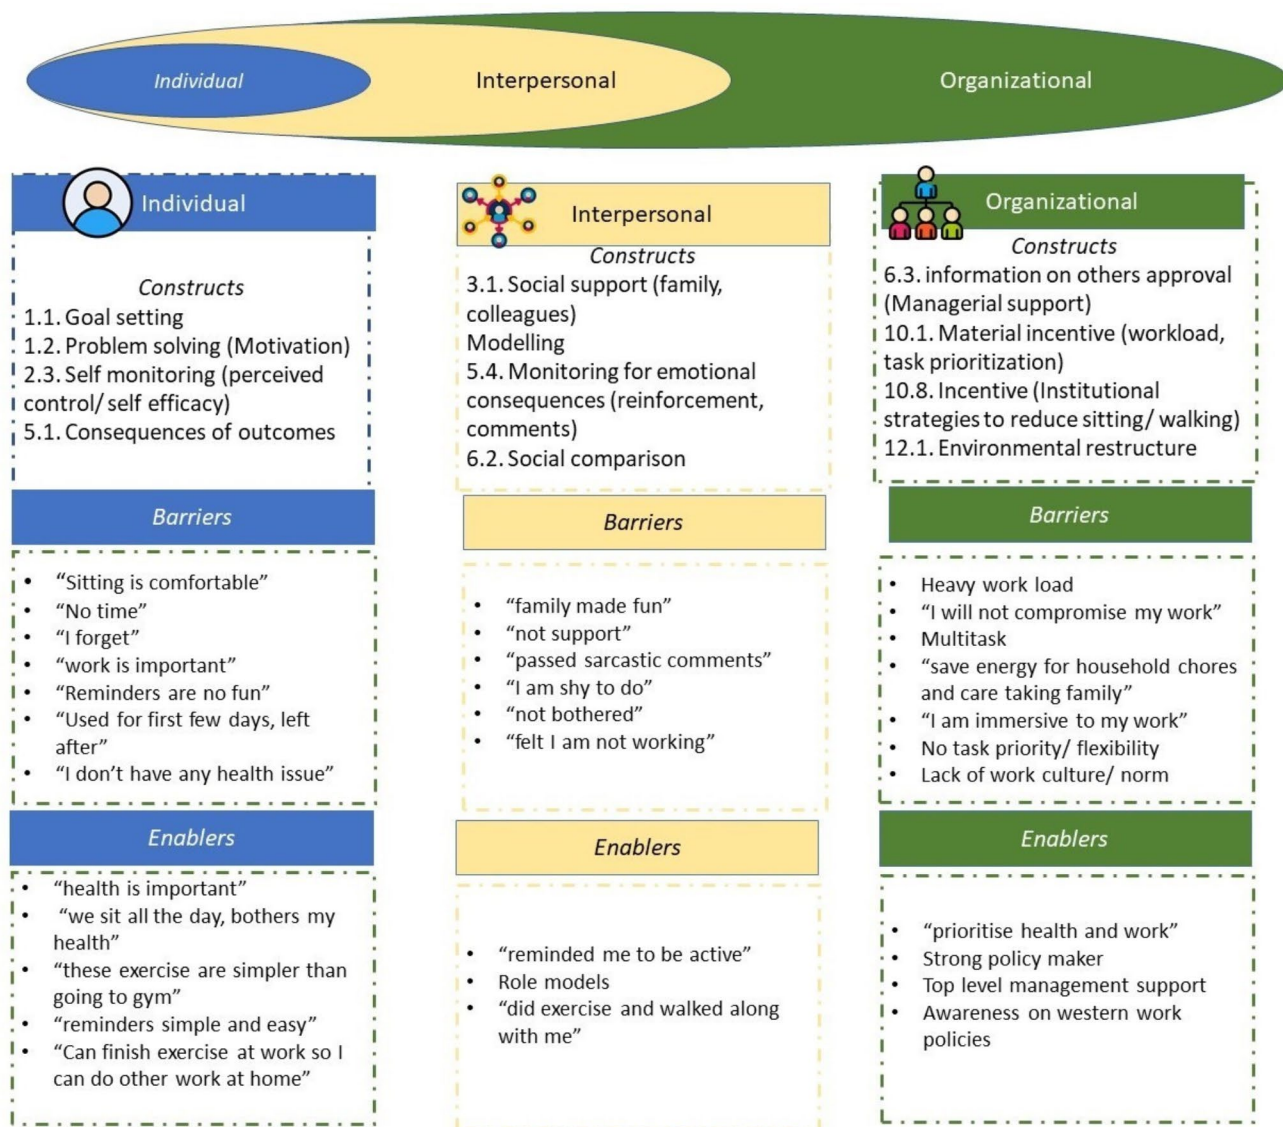 Individual
Interpersonal
Organizational
Individual
Constructs
1.1. Goal setting
1.2. Problem solving (Motivation)
2.3. Self monitoring (perceived
control/ self efficacy)
5.1. Consequences of outcomes
Barriers
• “Sitting is comfortable”
• “No time”
• “I forget”
• “work is important”
• “Reminders are no fun”
• “Used for first few days, left
after”
• “I don’t have any health issue”
Enablers
• “health is important”
• “we sit all the day, bothers my
health”
• “these exercise are simpler than
going to gym”
• “reminders simple and easy”
• “Can finish exercise at work so I
can do other work at home”
Interpersonal
Constructs
3.1. Social support (family,
colleagues)
Modelling
5.4. Monitoring for emotional
consequences (reinforcement,
comments)
6.2. Social comparison
Barriers
• “family made fun”
• “not support”
• “passed sarcastic comments”
• “I am shy to do”
• “not bothered”
• “felt I am not working”
Enablers
• “reminded me to be active”
• Role models
• “did exercise and walked along
with me”
Organizational
Constructs
6.3. information on others approval
(Managerial support)
10.1. Material incentive (workload,
task prioritization)
10.8. Incentive (Institutional
strategies to reduce sitting/ walking)
12.1. Environmental restructure
Barriers
• Heavy work load
• “I will not compromise my work”
• Multitask
• “save energy for household chores
and care taking family”
• “I am immersive to my work”
• No task priority/ flexibility
• Lack of work culture/ norm
Enablers
• “prioritise health and work”
• Strong policy maker
• Top level management support
• Awareness on western work
policies